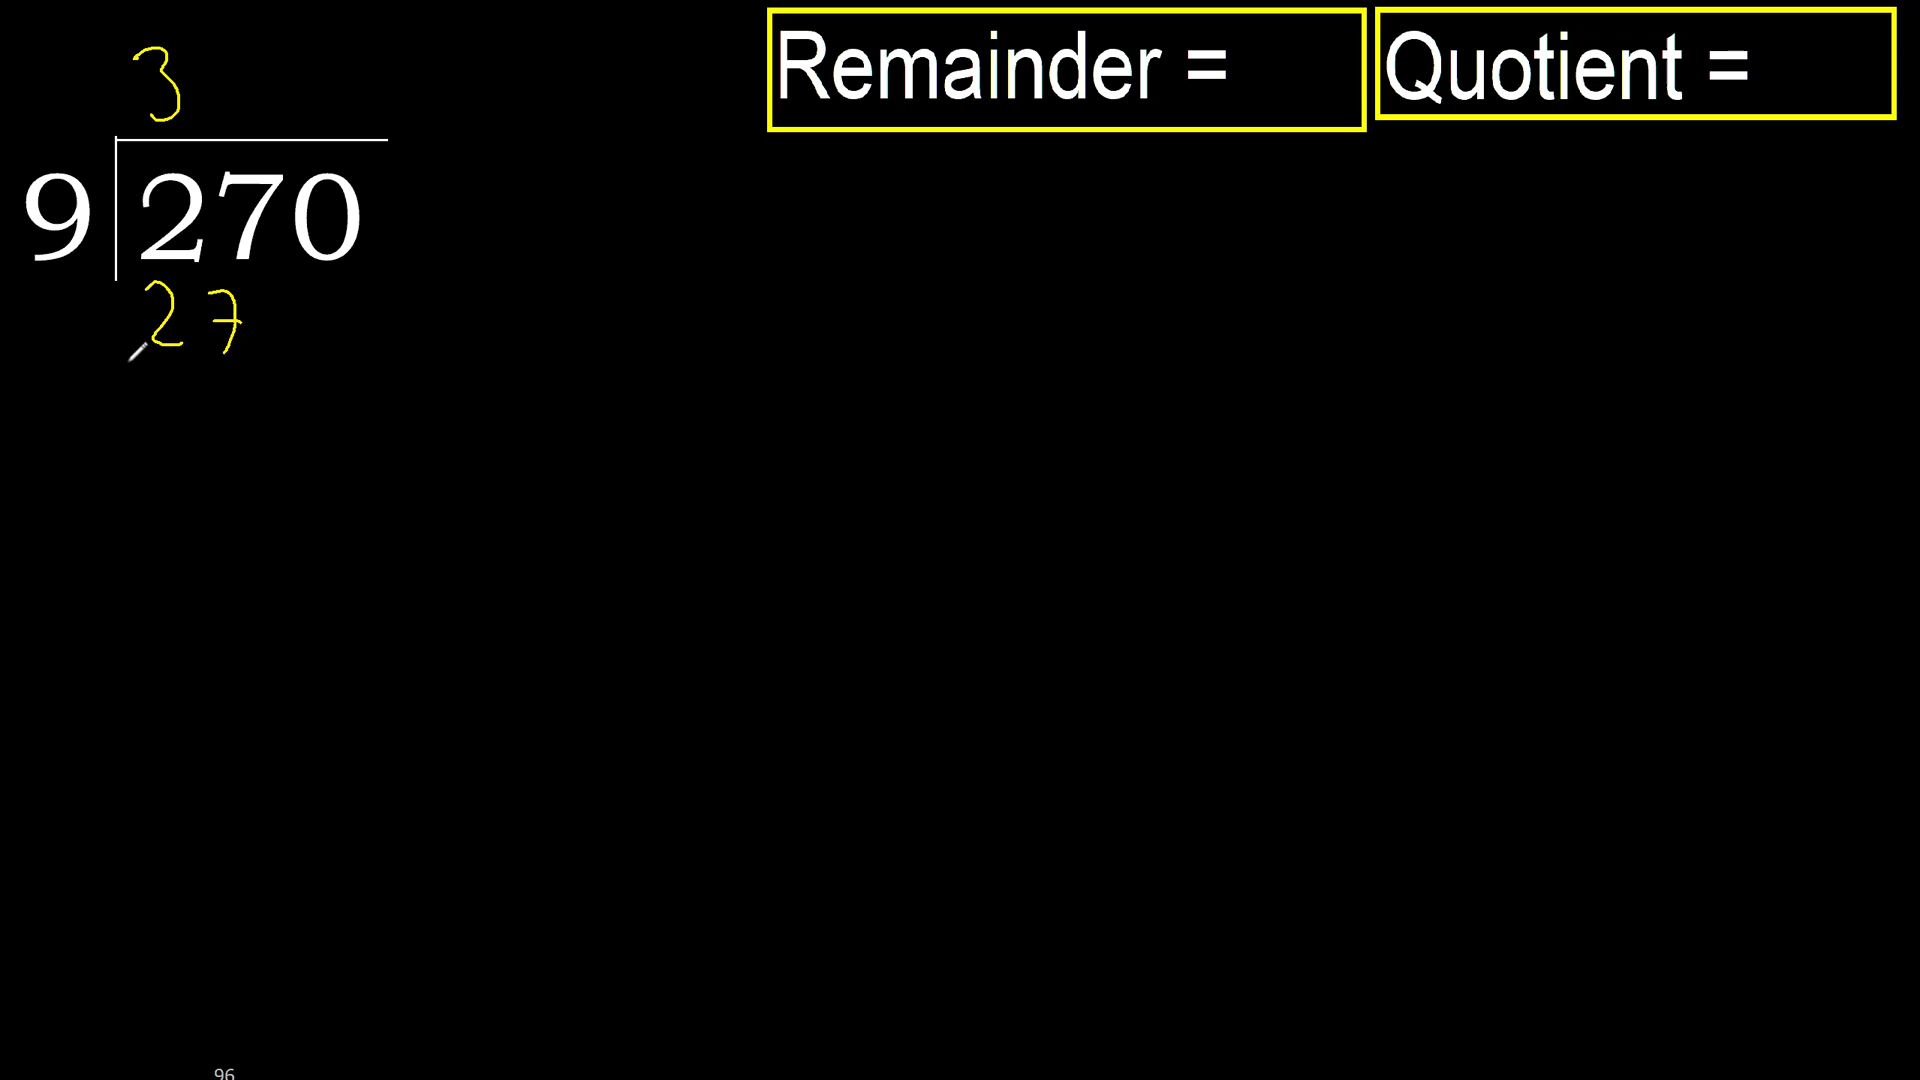 Remainder = Quotient =
3
9 270
27
96